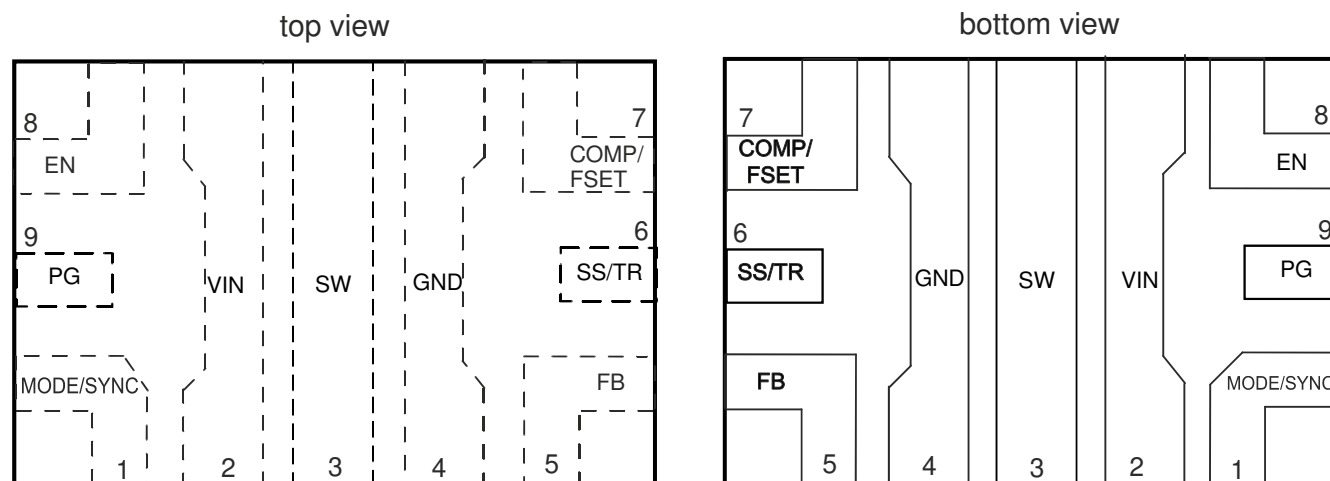 top view
8
7
EN
COMP/
FSET
9
6
PG
SS/TR
VIN
SW
GND
MODE/SYNC
FB
1
2
3
4
5
bottom view
7
8
COMP/
FSET
EN
6
9
SS/TR
PG
GND
SW
VIN
FB
MODE/SYNC
5
4
3
2
1